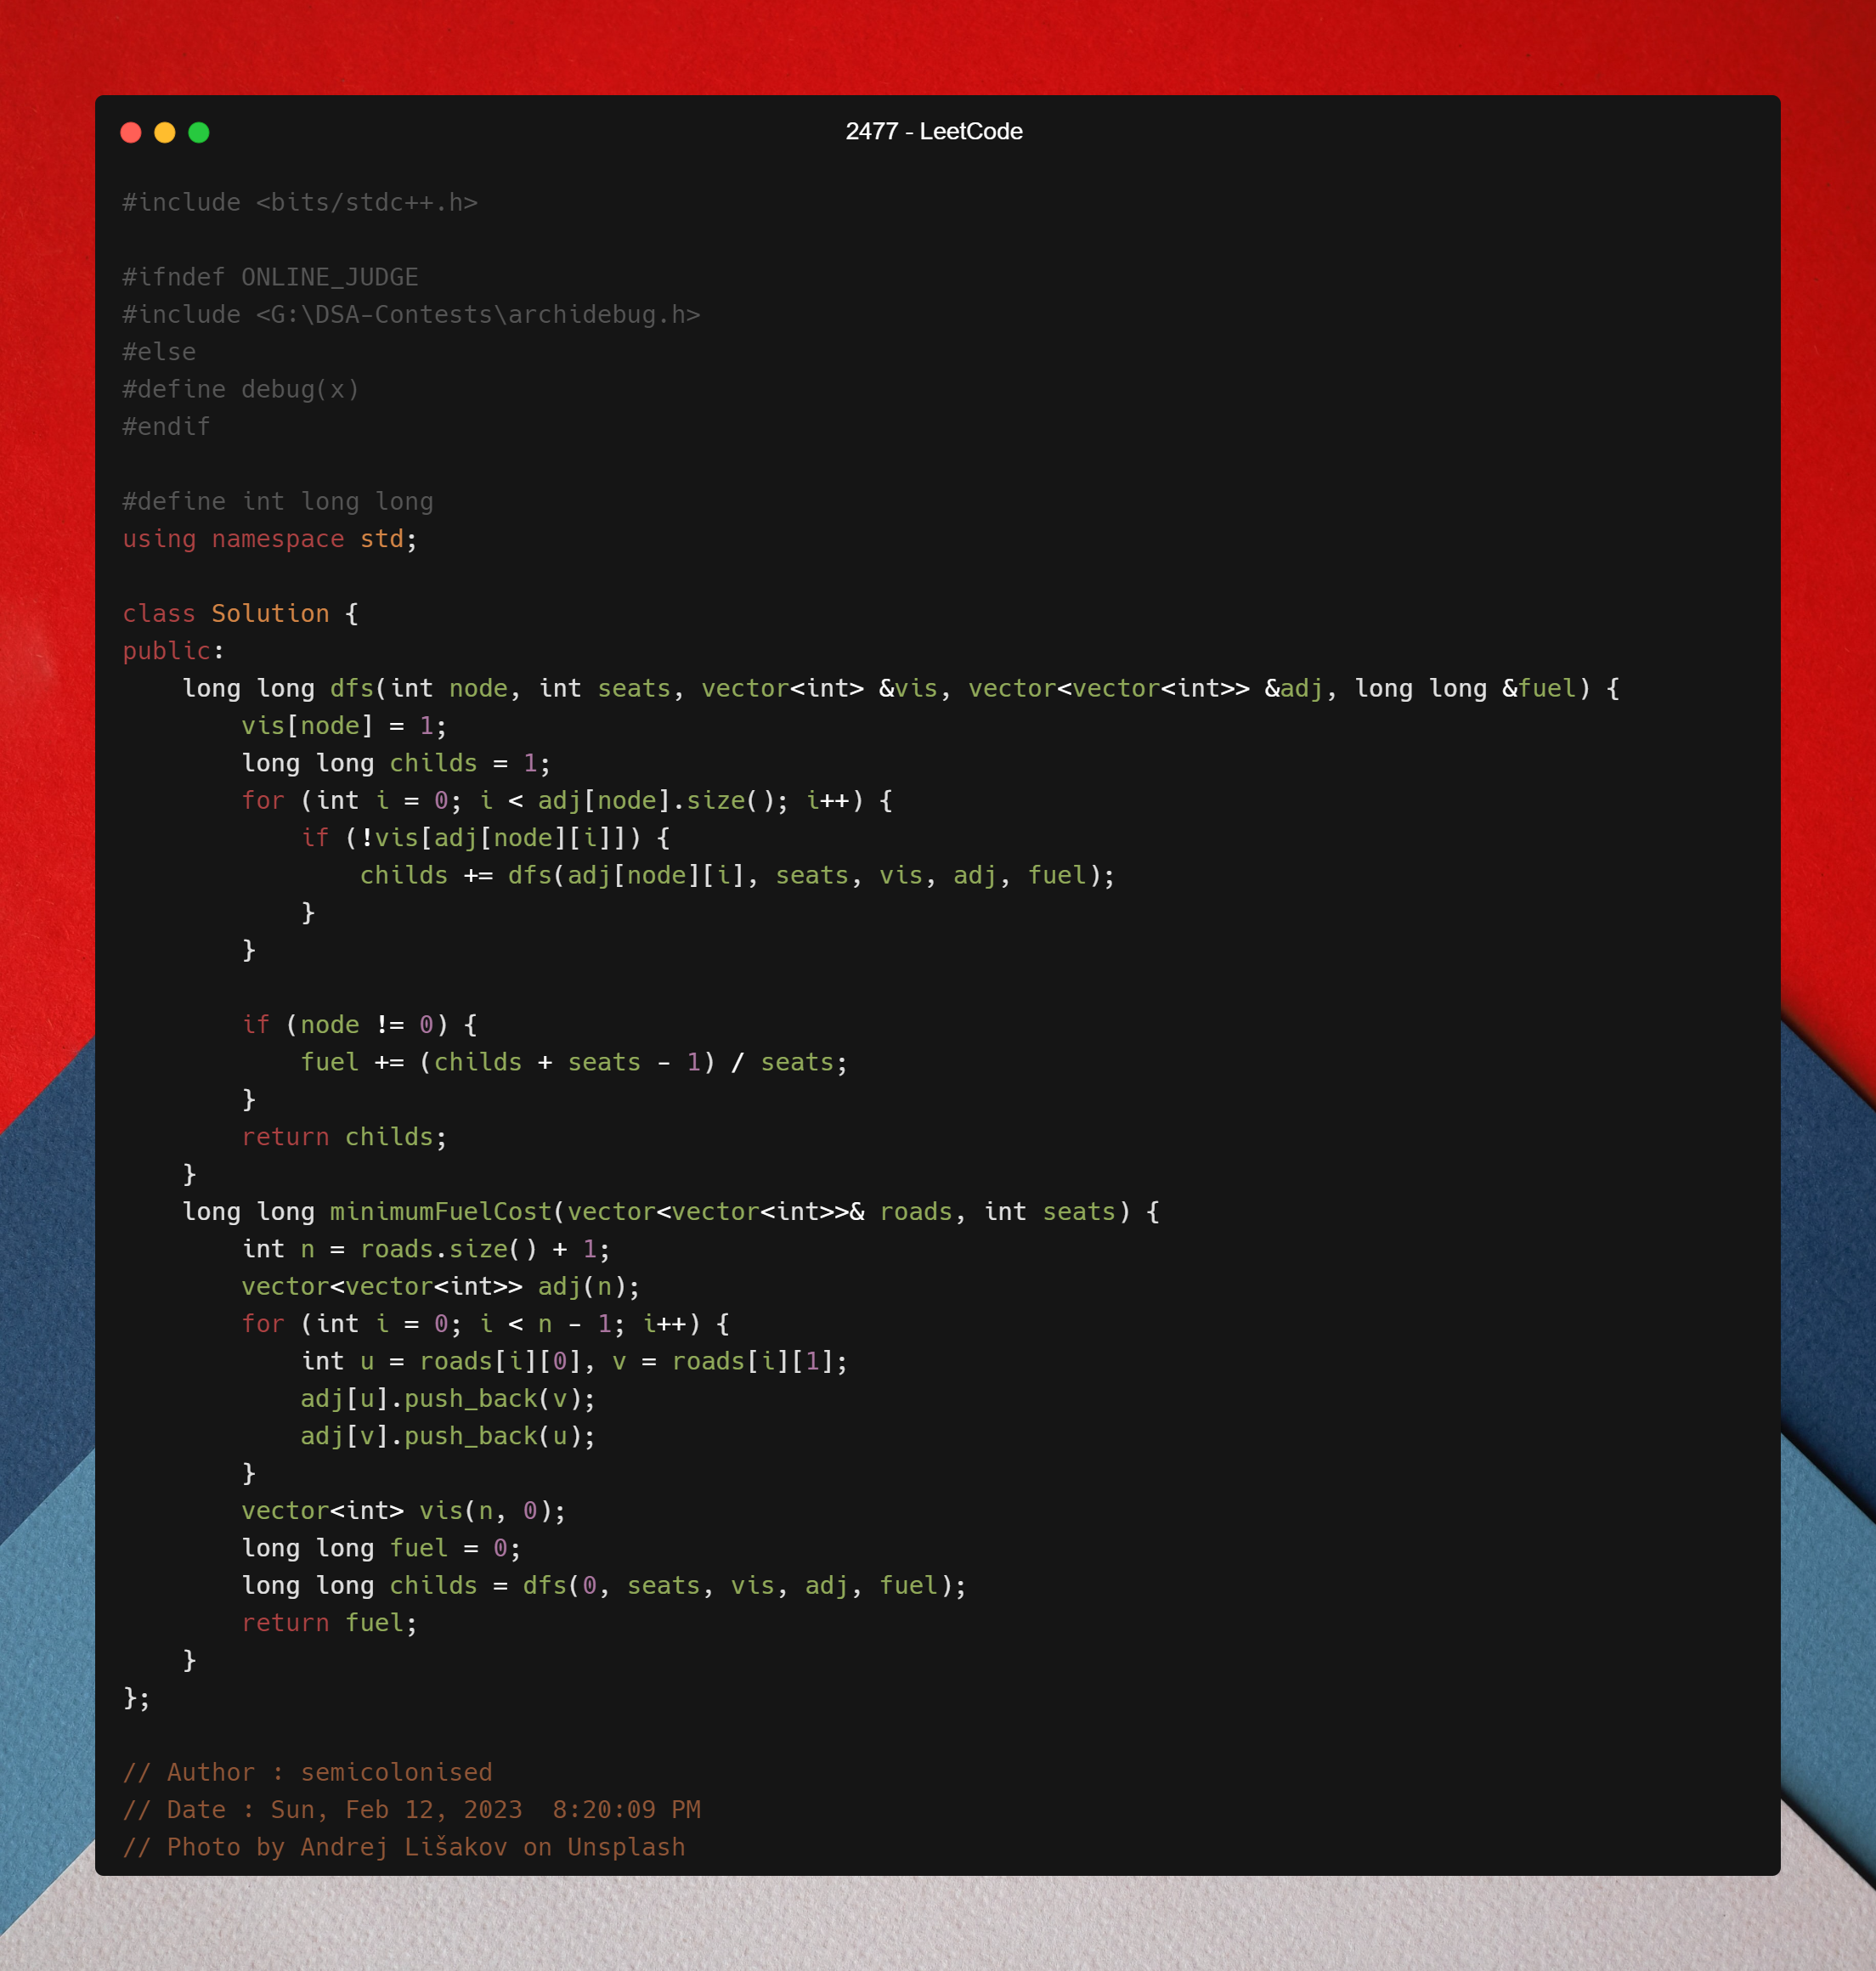 2477 - LeetCode
#include <bits/stdc++.h>
#ifndef ONLINE_JUDGE
#include <G:\DSA-Contests\archidebug.h>
#else
#define debug(x)
#endif
#define int long long
using namespace std;
class Solution {
public:
    long long dfs(int node, int seats, vector<int> &vis, vector<vector<int>> &adj, long long &fuel) {
        vis[node] = 1;
        long long childs = 1;
        for (int i = 0; i < adj[node].size(); i++) {
            if (!vis[adj[node][i]]) {
                childs += dfs(adj[node][i], seats, vis, adj, fuel);
            }
        }
        if (node != 0) {
            fuel += (childs + seats - 1) / seats;
        }
        return childs;
    }
    long long minimumFuelCost(vector<vector<int>>& roads, int seats) {
        int n = roads.size() + 1;
        vector<vector<int>> adj(n);
        for (int i = 0; i < n - 1; i++) {
            int u = roads[i][0], v = roads[i][1];
            adj[u].push_back(v);
            adj[v].push_back(u);
        }
        vector<int> vis(n, 0);
        long long fuel = 0;
        long long childs = dfs(0, seats, vis, adj, fuel);
        return fuel;
    }
};
// Author : semicolonised
// Date : Sun, Feb 12, 2023  8:20:09 PM
// Photo by Andrej Lišakov on Unsplash